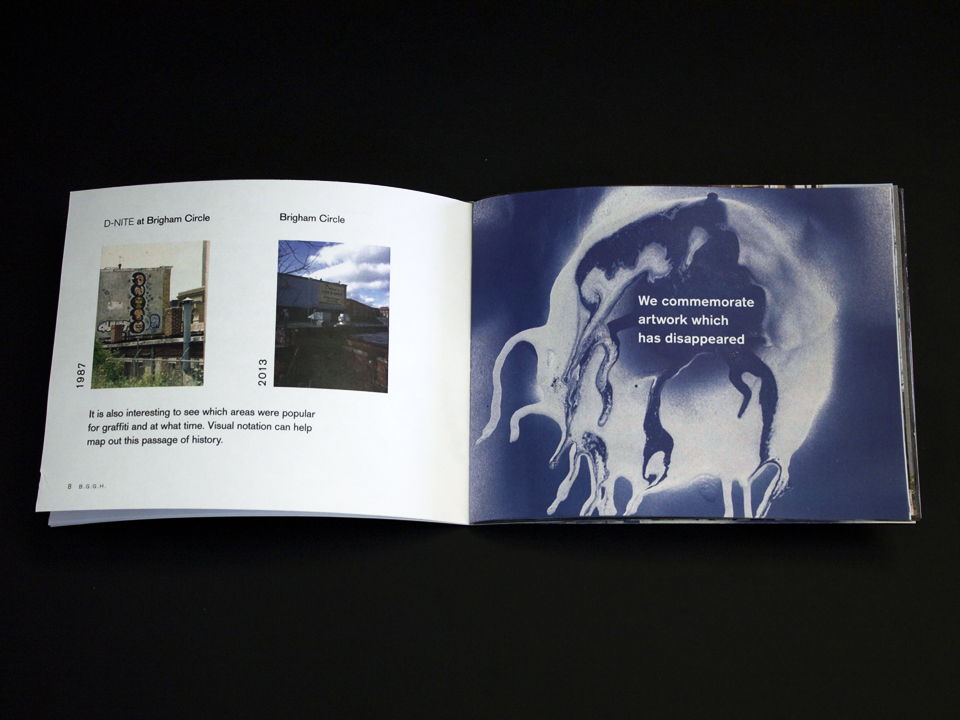 D-NITE at Brigham Circle
1987
Brigham Circle
2013
It is also interesting to see which areas were popular
for graffiti and at what time. Visual notation can help
map out this passage of history.
8 B.G.G.H.
We commemorate
artwork which
has disappeared